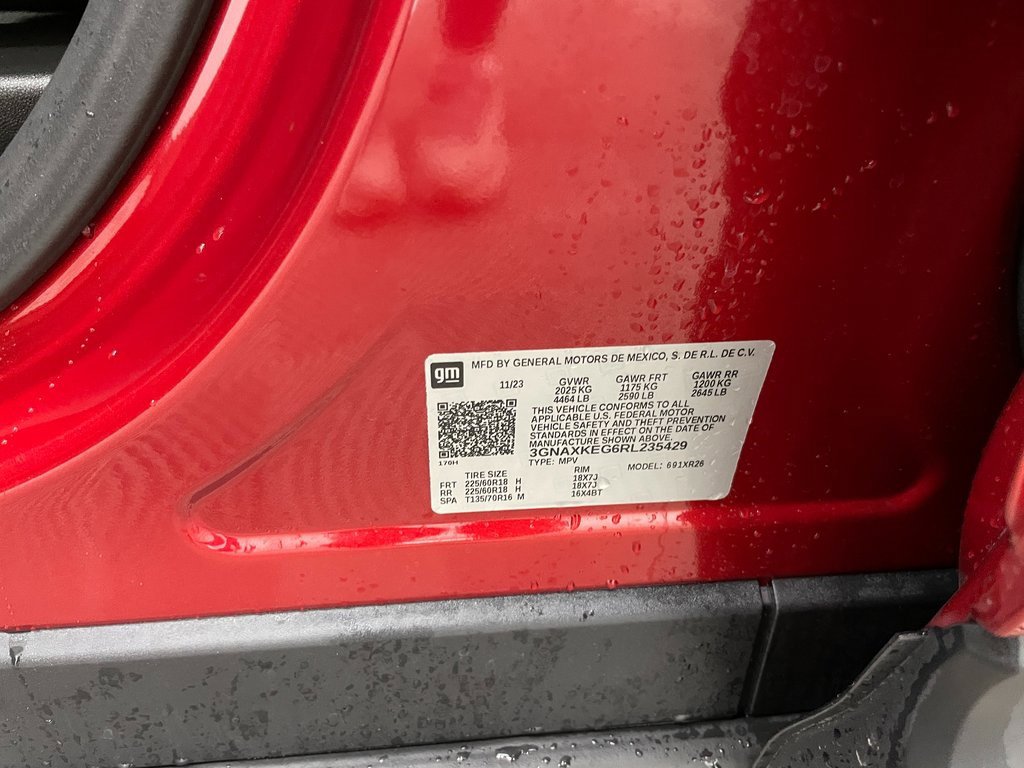 gm MFD BY GENERAL MOTORS DE MEXICO, S. DE R.L. DE C.V.
11/23 GVWR GAWR FRT GAWR RR
2025 KG 1175 KG 1200 KG
4464 LB 2590 LB 2645 LB
THIS VEHICLE CONFORMS TO ALL
APPLICABLE U.S. FEDERAL MOTOR
VEHICLE SAFETY AND THEFT PREVENTION
STANDARDS IN EFFECT ON THE DATE OF
MANUFACTURE SHOWN ABOVE.
3GNAXKEG6RL235429
170H
TYPE: MPV MODEL: 691XR26
TIRE SIZE RIM
FRT 225/60R18 H 18X7J
RR 225/60R18 H 18X7J
SPA T135/70R16 M 16X4BT